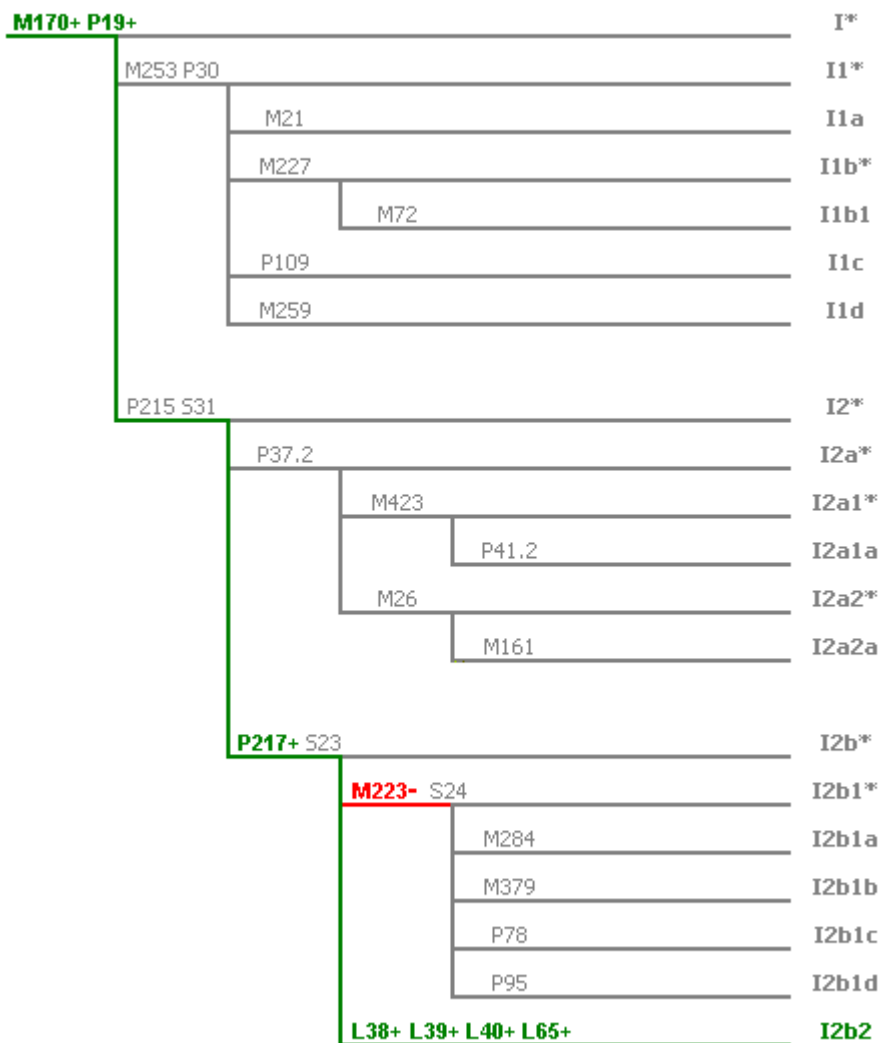 M170+ P19+ I*
M253 P30 I1*
M21 I1a
M227 I1b*
M72 I1b1
P109 I1c
M259 I1d
P215 S31 I2*
P37.2 I2a*
M423 I2a1*
P41.2 I2a1a
M26 I2a2*
M161 I2a2a
P217+ S23 I2b*
M223- S24 I2b1*
M284 I2b1a
M379 I2b1b
P78 I2b1c
P95 I2b1d
L38+ L39+ L40+ L65+ I2b2